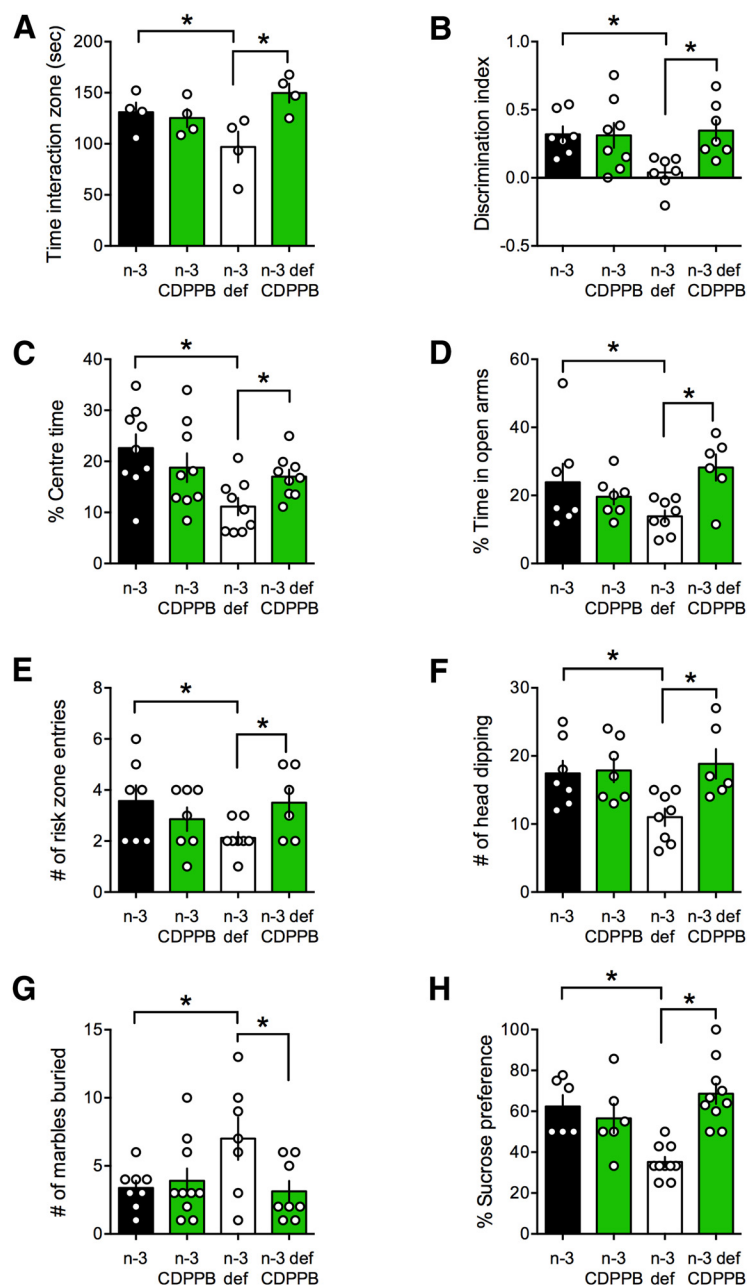 A
Time interaction zone (sec)
200
150
100
50
0
* *
n-3 n-3 n-3 n-3 def
CDPPB def CDPPB
B
Discrimination index
1.0
0.5
0.0
-0.5
* *
n-3 n-3 n-3 n-3 def
CDPPB def CDPPB
C
% Centre time
40
30
20
10
0
* *
n-3 n-3 n-3 n-3 def
CDPPB def CDPPB
D
% Time in open arms
60
40
20
0
* *
n-3 n-3 n-3 n-3 def
CDPPB def CDPPB
E
# of risk zone entries
8
6
4
2
0
* *
n-3 n-3 n-3 n-3 def
CDPPB def CDPPB
F
# of head dipping
30
20
10
0
* *
n-3 n-3 n-3 n-3 def
CDPPB def CDPPB
G
# of marbles buried
15
10
5
0
* *
n-3 n-3 n-3 n-3 def
CDPPB def CDPPB
H
% Sucrose preference
100
80
60
40
20
0
* *
n-3 n-3 n-3 n-3 def
CDPPB def CDPPB